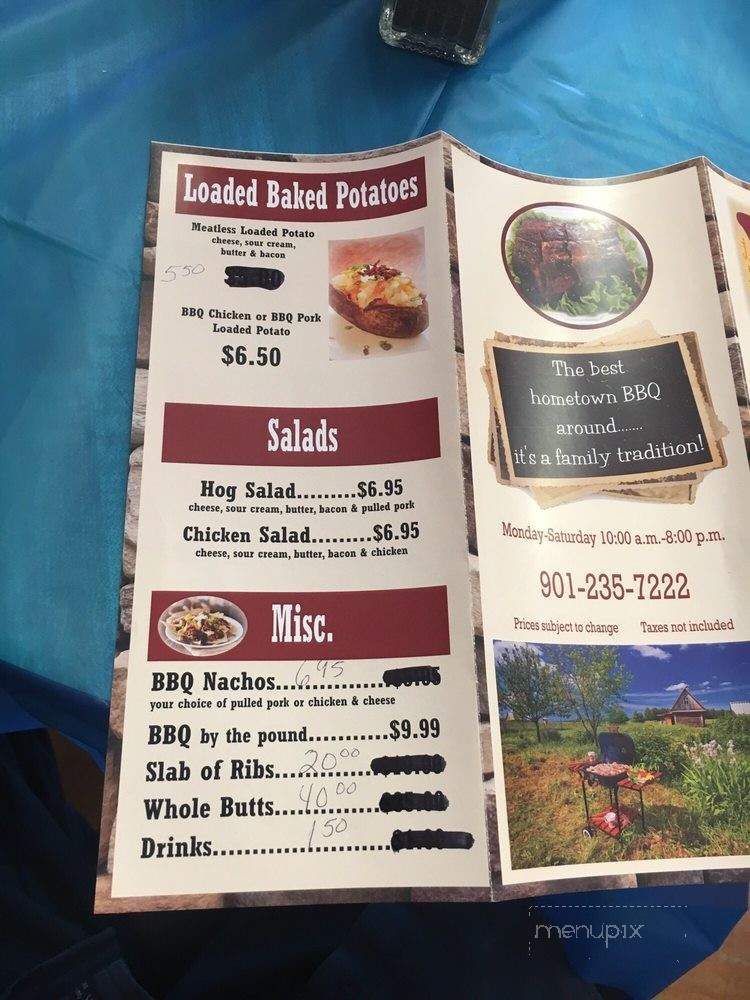 Loaded Baked Potatoes
Meatless Loaded Potato
cheese, sour cream,
butter & bacon
5 50
BBQ Chicken or BBQ Pork
Loaded Potato
$6.50
Salads
Hog Salad.........$6.95
cheese, sour cream, butter, bacon & pulled pork
Chicken Salad.........$6.95
cheese, sour cream, butter, bacon & chicken
Misc.
BBQ Nachos... 6 95
your choice of pulled pork or chicken & cheese
BBQ by the pound...........$9.99
Slab of Ribs... 20 00
Whole Butts... 40 00
Drinks... 1 50
The best
hometown BBQ
around.......
it's a family tradition!
Monday-Saturday 10:00 a.m.-8:00 p.m.
901-235-7222
Prices subject to change Taxes not included
menupix